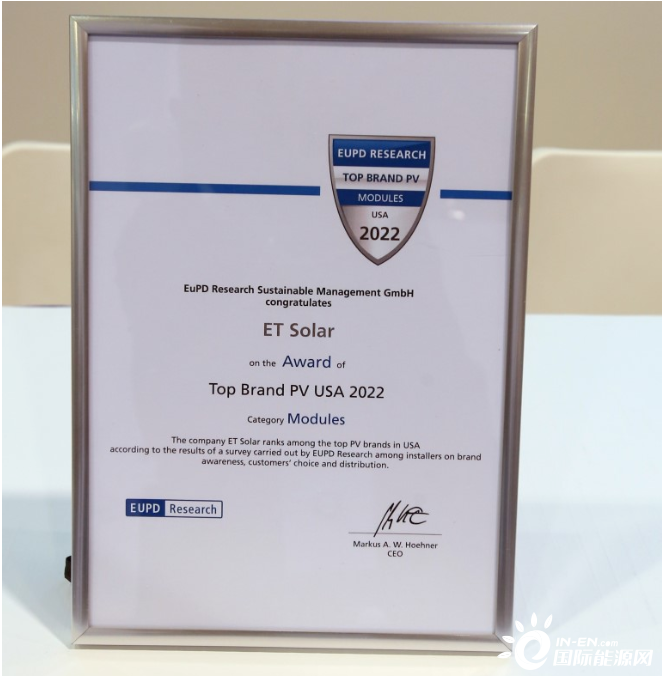 EUPD RESEARCH
TOP BRAND PV
MODULES
USA
2022
EuPD Research Sustainable Management GmbH
congratulates
ET Solar
on the Award of
Top Brand PV USA 2022
Category Modules
The company ET Solar ranks among the top PV brands in USA
according to the results of a survey carried out by EUPD Research among installers on brand
awareness, customers' choice and distribution.
EUPD Research
Markus A. W. Hoehner
CEO
IN-EN.com
国际能源网